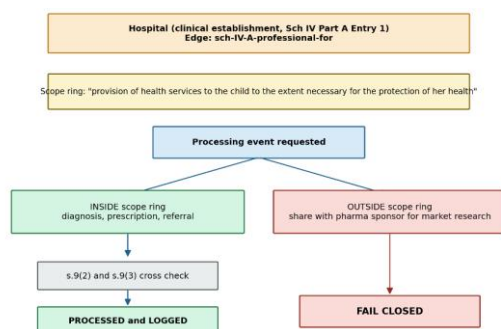 Hospital (clinical establishment, Sch IV Part A Entry 1)
Edge: sch-IV-A-professional-for
Scope ring: "provision of health services to the child to the extent necessary for the protection of her health"
Processing event requested
INSIDE scope ring
diagnosis, prescription, referral
OUTSIDE scope ring
share with pharma sponsor for market research
s.9(2) and s.9(3) cross check
PROCESSED and LOGGED
FAIL CLOSED